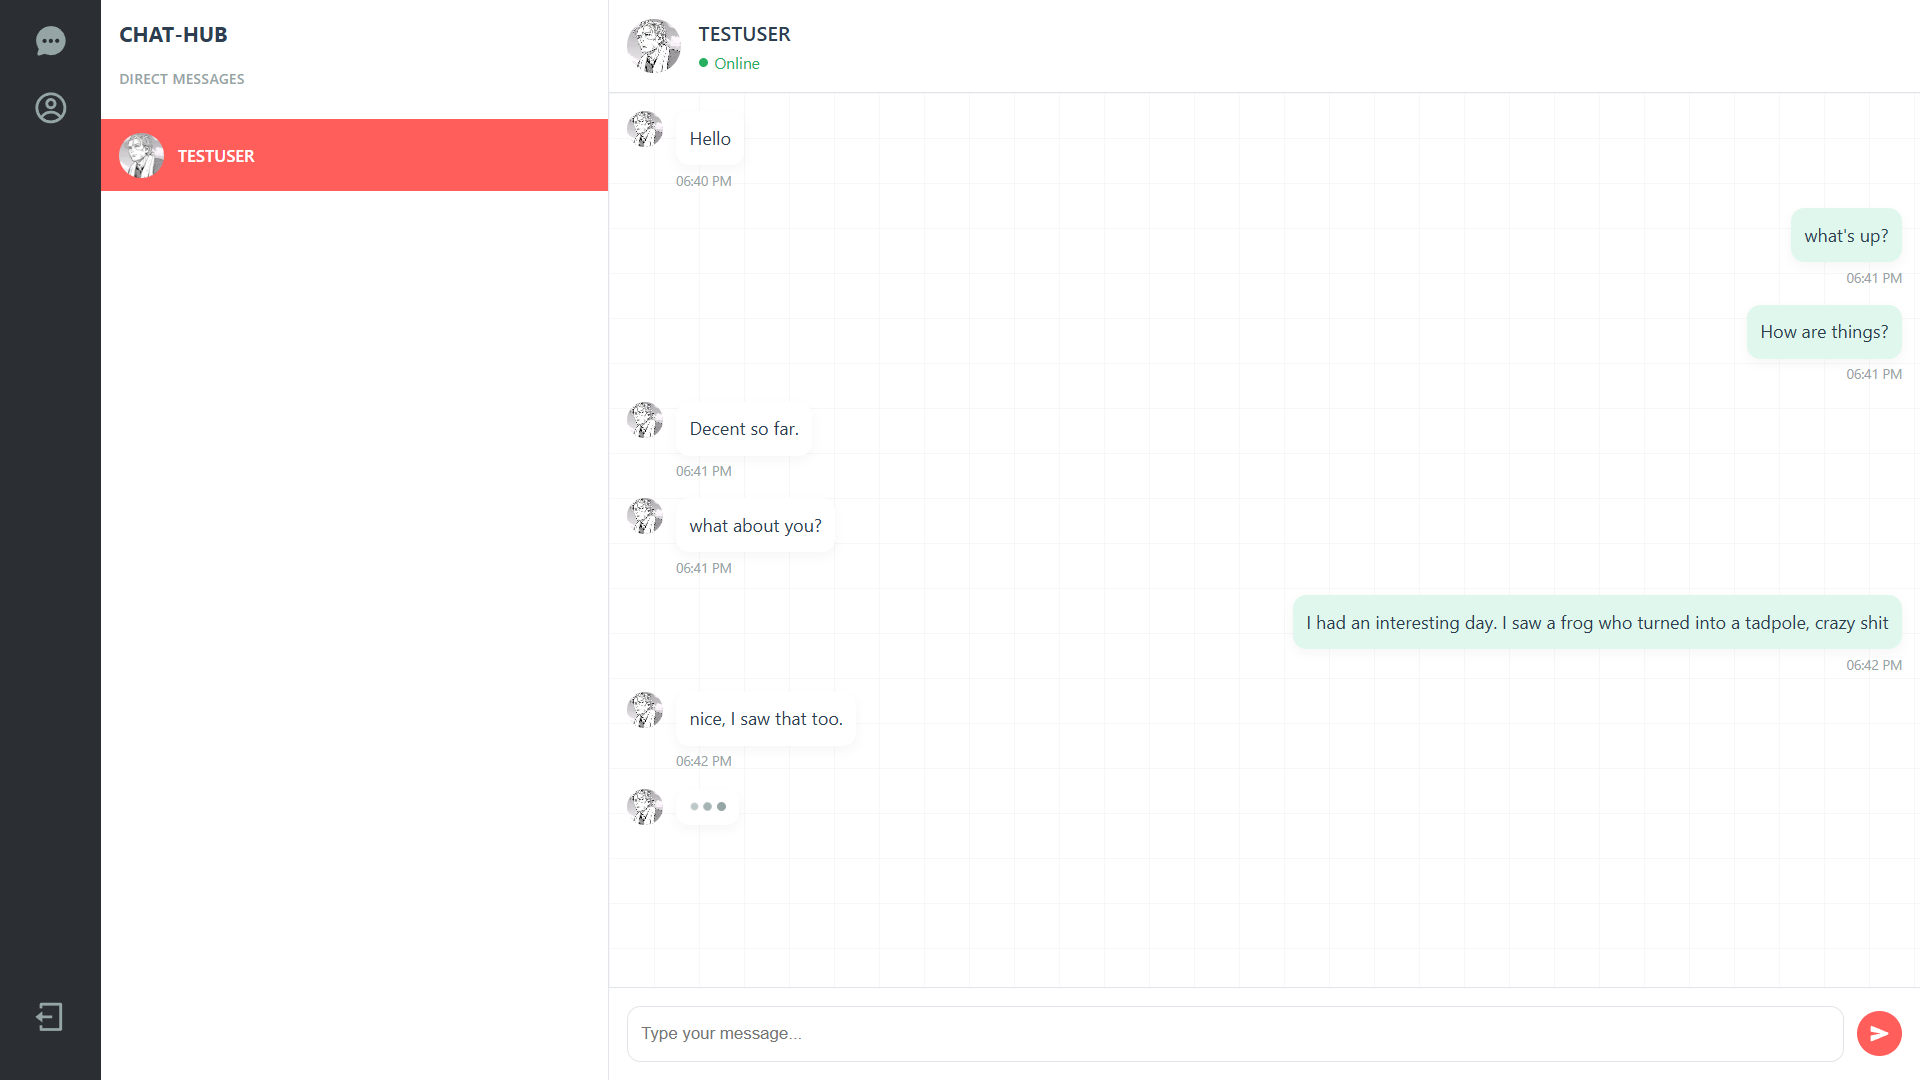 CHAT-HUB
DIRECT MESSAGES
TESTUSER
TESTUSER
Online
Hello
06:40 PM
what's up?
06:41 PM
How are things?
06:41 PM
Decent so far.
06:41 PM
what about you?
06:41 PM
I had an interesting day. I saw a frog who turned into a tadpole, crazy shit
06:42 PM
nice, I saw that too.
06:42 PM
Type your message...